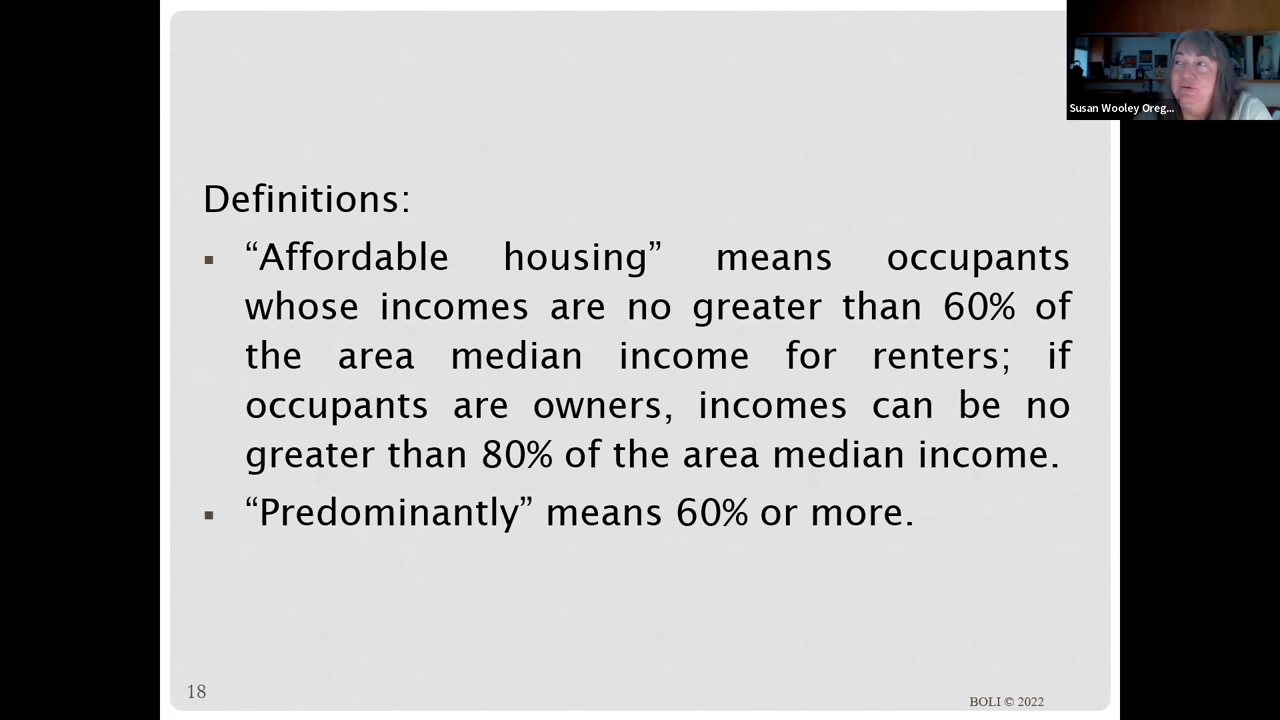 Susan Wooley Oreg...
Definitions:
▪ “Affordable housing” means occupants
whose incomes are no greater than 60% of
the area median income for renters; if
occupants are owners, incomes can be no
greater than 80% of the area median income.
▪ “Predominantly” means 60% or more.
18
BOLI © 2022